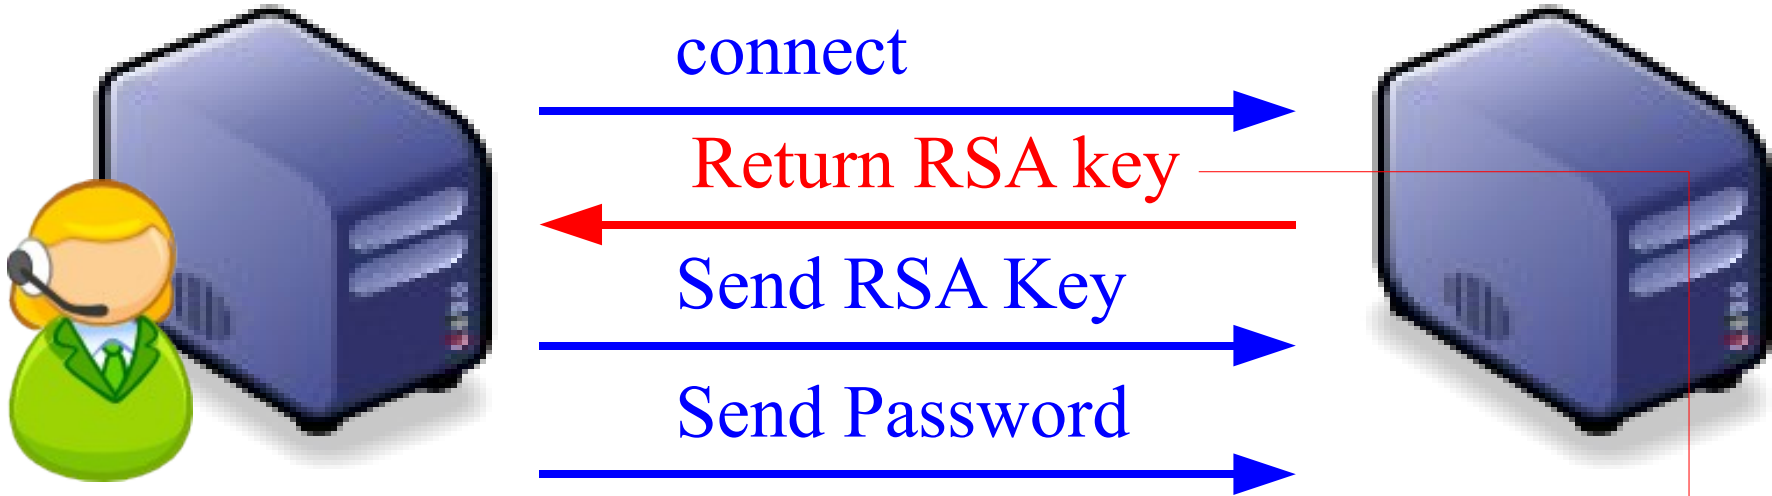 connect
Return RSA key
Send RSA Key
Send Password